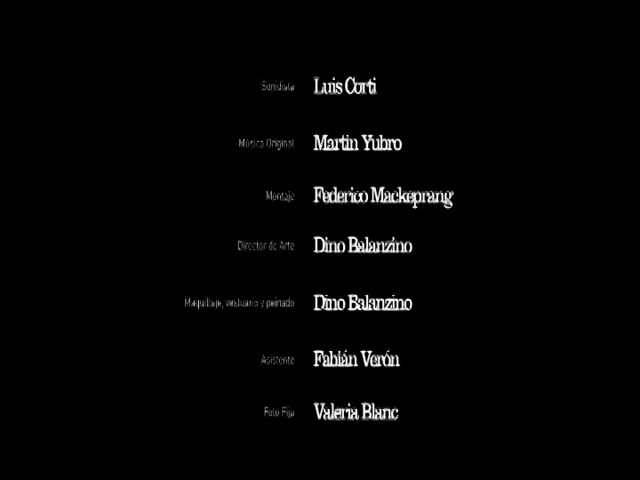 Sonidista Luis Corti
Música Original Martin Yubro
Montaje Federico Mackeprang
Director de Arte Dino Balanzino
Maquillaje, vestuario y peinado Dino Balanzino
Asistente Fabián Verón
Foto Fija Valeria Blanc